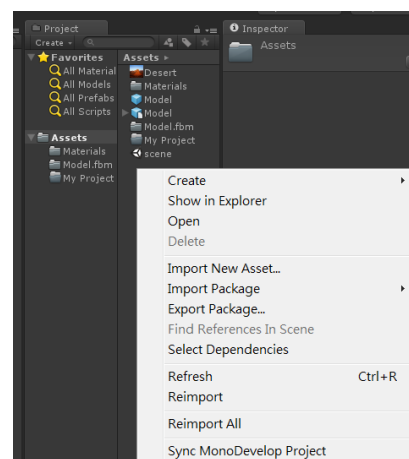 Project
Inspector
Create
Assets
Favorites
All Material
All Models
All Prefabs
All Scripts
Assets
Materials
Model.fbm
My Project
Assets
Desert
Materials
Model
Model
Model.fbm
My Project
scene
Create
Show in Explorer
Open
Delete
Import New Asset...
Import Package
Export Package...
Find References In Scene
Select Dependencies
Refresh Ctrl+R
Reimport
Reimport All
Sync MonoDevelop Project